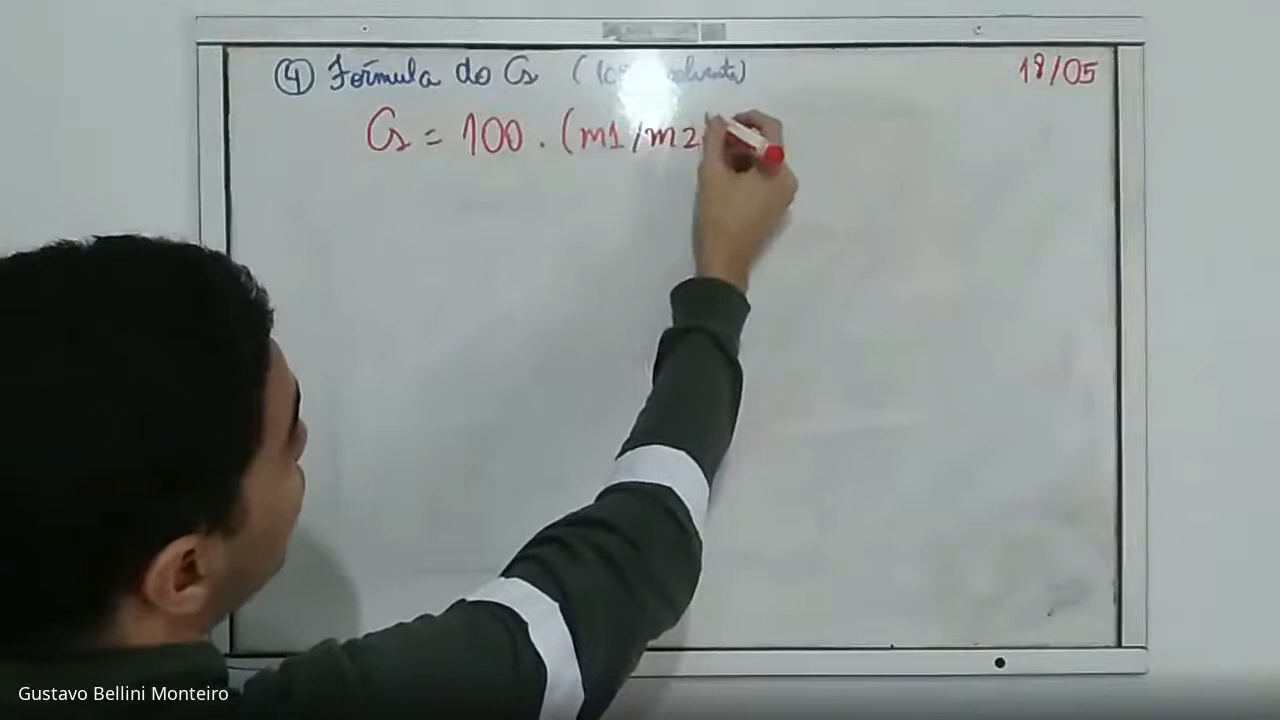 4 Fórmula do Cs (
18/05
Cs = 100 . (m1/m2
Gustavo Bellini Monteiro